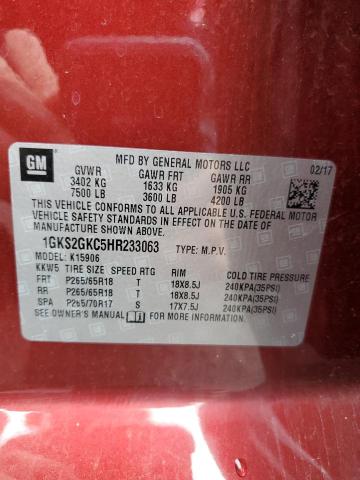 GM
MFD BY GENERAL MOTORS LLC
02/17
GVWR GAWR FRT GAWR RR
3402 KG 1633 KG 1905 KG
7500 LB 3600 LB 4200 LB
THIS VEHICLE CONFORMS TO ALL APPLICABLE U.S. FEDERAL
MOTOR VEHICLE SAFETY STANDARDS IN EFFECT ON THE DATE OF
MANUFACTURE SHOWN ABOVE.
1GKS2GKC5HR233063 TYPE: M.P.V.
MODEL: K15906
KKW5 TIRE SIZE SPEED RTG RIM COLD TIRE PRESSURE
FRT P265/65R18 T 18X8.5J 240KPA(35PSI)
RR P265/65R18 T 18X8.5J 240KPA(35PSI)
SPA P265/70R17 S 17X7.5J 240KPA(35PSI)
SEE OWNER'S MANUAL FOR MORE INFORMATION